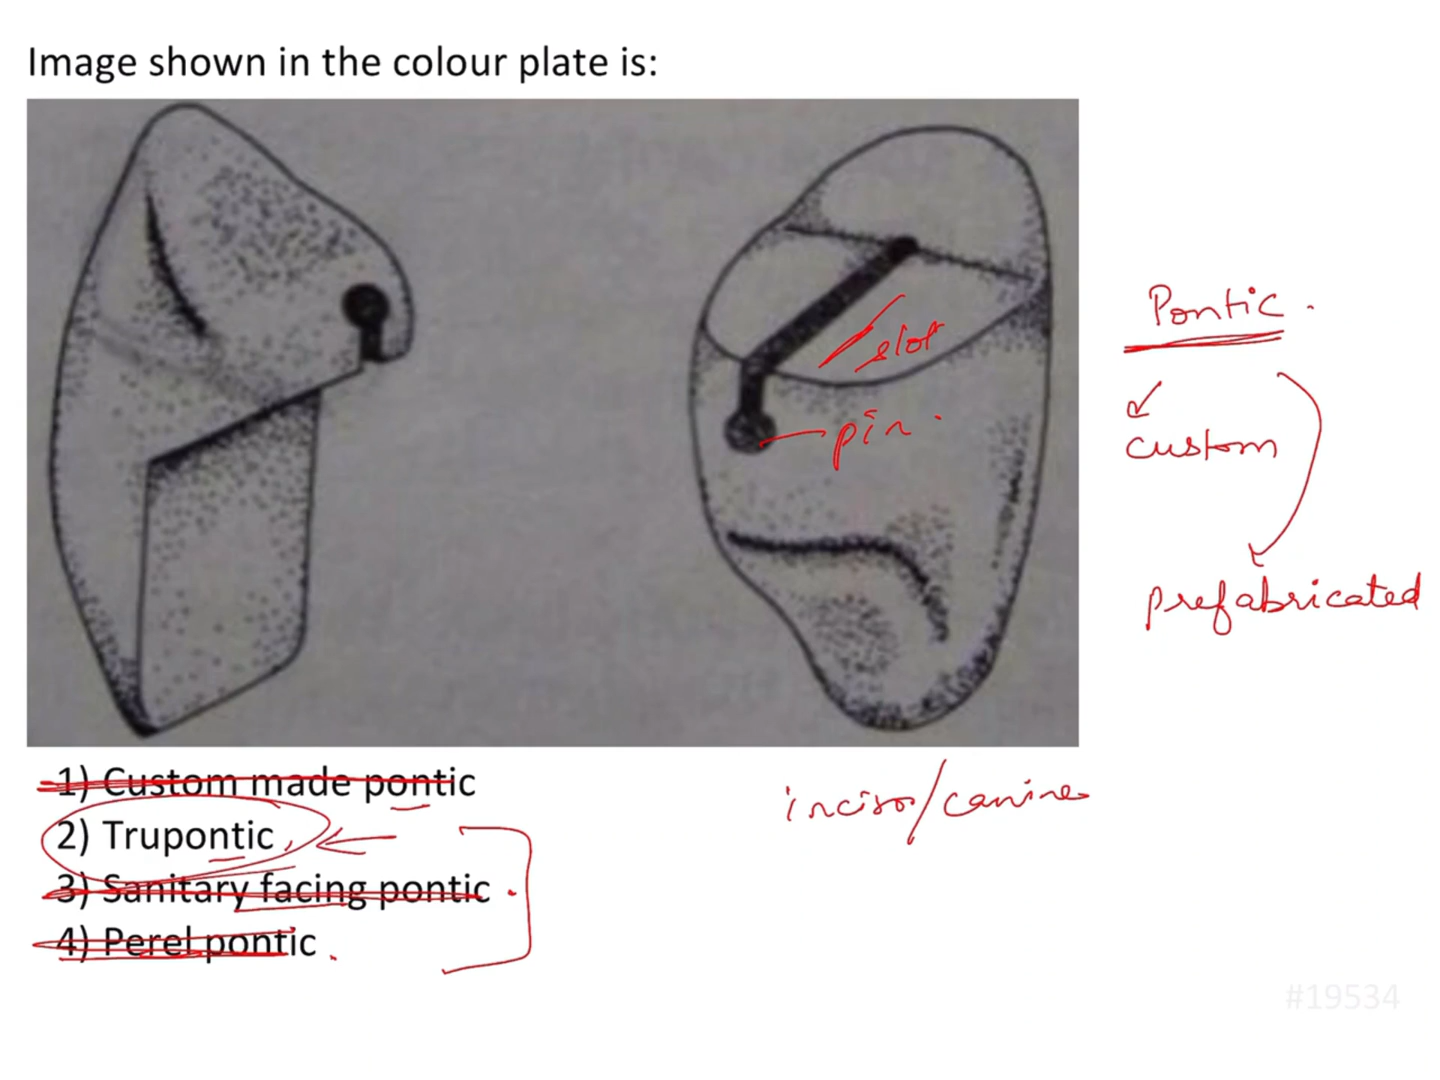 Image shown in the colour plate is:
slot
pin
Pontic
custom
prefabricated
1) Custom made pontic
2) Trupontic
3) Sanitary facing pontic
4) Perel pontic
incisor/canine
#19534